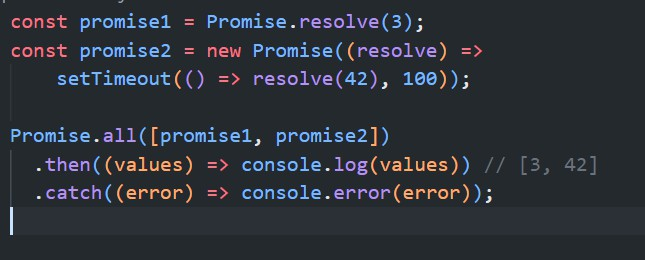 const promise1 = Promise.resolve(3);
const promise2 = new Promise((resolve) =>
    setTimeout(() => resolve(42), 100));

Promise.all([promise1, promise2])
  .then((values) => console.log(values)) // [3, 42]
  .catch((error) => console.error(error));